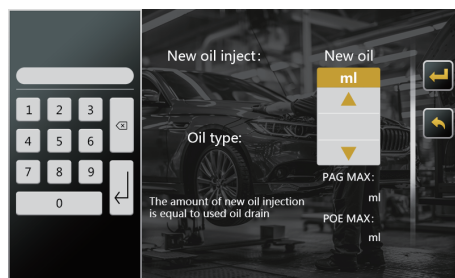 New oil inject:
New oil
ml
1 2 3
4 5 6
7 8 9
0
Oil type:
PAG MAX:
ml
The amount of new oil injection
is equal to used oil drain
POE MAX:
ml